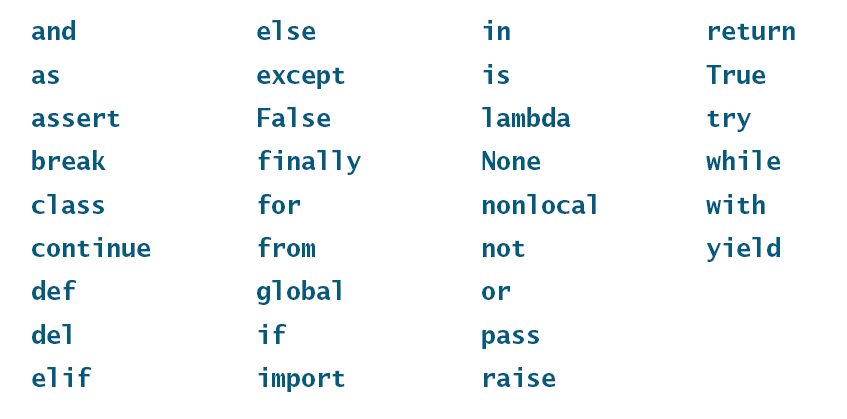 and else in return
as except is True
assert False lambda try
break finally None while
class for nonlocal with
continue from not yield
def global or
del if pass
elif import raise